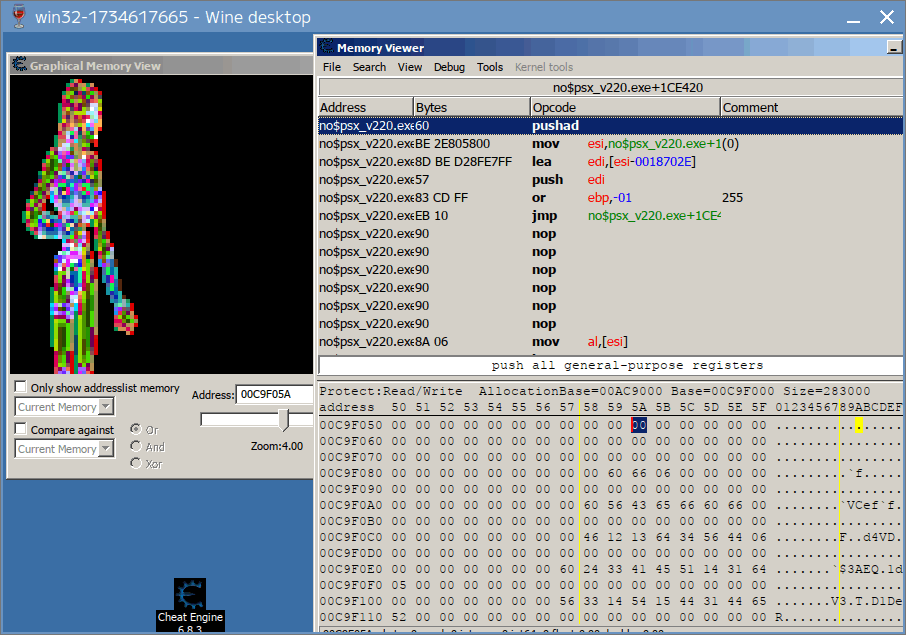 win32-1734617665 - Wine desktop
Graphical Memory View
Only show addresslist memory
Address: 00C9F05A
Current Memory
Compare against
Or
Current Memory
And
Zoom:4.00
Xor
Cheat Engine
6.8.3
Memory Viewer
File Search View Debug Tools Kernel tools
no$psx_v220.exe+1CE420
Address Bytes Opcode Comment
no$psx_v220.exe 60 pushad
no$psx_v220.exe BE 2E805800 mov esi,no$psx_v220.exe+1 (0)
no$psx_v220.exe 8D BE D28FE7FF lea edi,[esi-0018702E]
no$psx_v220.exe 57 push edi
no$psx_v220.exe 83 CD FF or ebp,-01 255
no$psx_v220.exe EB 10 jmp no$psx_v220.exe+1CE4
no$psx_v220.exe 90 nop
no$psx_v220.exe 90 nop
no$psx_v220.exe 90 nop
no$psx_v220.exe 90 nop
no$psx_v220.exe 90 nop
no$psx_v220.exe 90 nop
no$psx_v220.exe 8A 06 mov al,[esi]
push all general-purpose registers
Protect:Read/Write AllocationBase=00AC9000 Base=00C9F000 Size=283000
address 50 51 52 53 54 55 56 57 58 59 5A 5B 5C 5D 5E 5F 0123456789ABCDEF
00C9F050 00 00 00 00 00 00 00 00 00 00 00 00 00 00 00 00 ................
00C9F060 00 00 00 00 00 00 00 00 00 00 00 00 00 00 00 00 ................
00C9F070 00 00 00 00 00 00 00 00 00 00 00 00 00 00 00 00 ................
00C9F080 00 00 00 00 00 00 00 00 00 60 66 06 00 00 00 00 .........`f.....
00C9F090 00 00 00 00 00 00 00 00 00 00 00 00 00 00 00 00 ................
00C9F0A0 00 00 00 00 00 00 00 00 60 56 43 65 66 60 66 00 ........`VCef`f.
00C9F0B0 00 00 00 00 00 00 00 00 00 00 00 00 00 00 00 00 ................
00C9F0C0 00 00 00 00 00 00 00 00 46 12 13 64 34 56 44 06 ........F..d4VD.
00C9F0D0 00 00 00 00 00 00 00 00 00 00 00 00 00 00 00 00 ................
00C9F0E0 00 00 00 00 00 00 00 60 24 33 41 45 51 14 31 64 .......`$3AEQ.1d
00C9F0F0 05 00 00 00 00 00 00 00 00 00 00 00 00 00 00 00 ................
00C9F100 00 00 00 00 00 00 00 56 33 14 54 15 44 31 44 65 .......V3.T.D1De
00C9F110 52 00 00 00 00 00 00 00 00 00 00 00 00 00 00 00 R...............